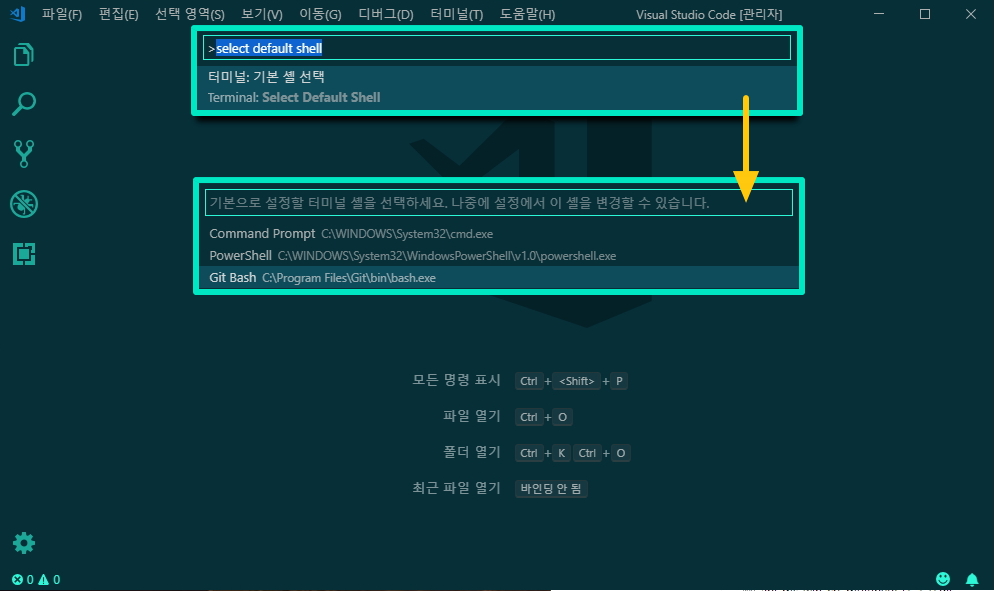 파일(F) 편집(E) 선택 영역(S) 보기(V) 이동(G) 디버그(D) 터미널(T) 도움말(H) Visual Studio Code [관리자]
>select default shell
터미널: 기본 셸 선택
Terminal: Select Default Shell
기본으로 설정할 터미널 셸을 선택하세요. 나중에 설정에서 이 셸을 변경할 수 있습니다.
Command Prompt C:\WINDOWS\System32\cmd.exe
PowerShell C:\WINDOWS\System32\WindowsPowerShell\v1.0\powershell.exe
Git Bash C:\Program Files\Git\bin\bash.exe
모든 명령 표시 Ctrl + <Shift> + P
파일 열기 Ctrl + O
폴더 열기 Ctrl + K Ctrl + O
최근 파일 열기 바인딩 안 됨
0 0